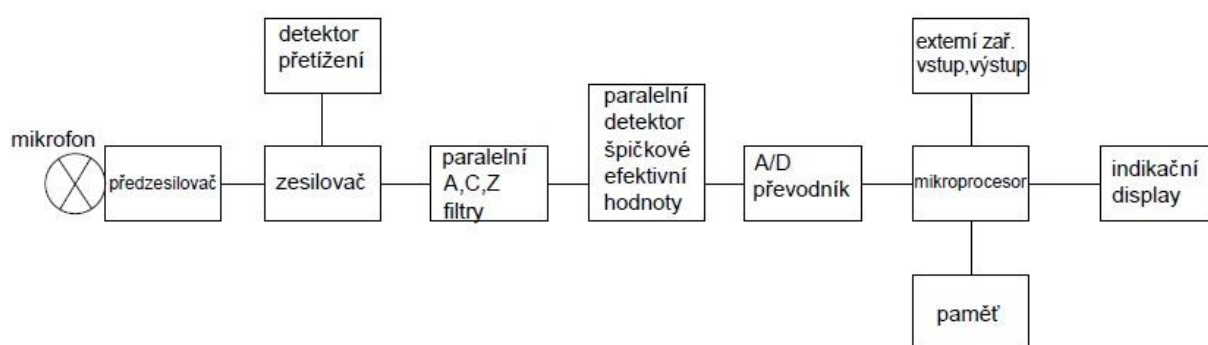 detektor
přetížení
externí zař.
vstup,výstup
mikrofon
předzesilovač
zesilovač
paralelní
A,C,Z
filtry
paralelní
detektor
špičkové
efektivní
hodnoty
A/D
převodník
mikroprocesor
indikační
display
paměť